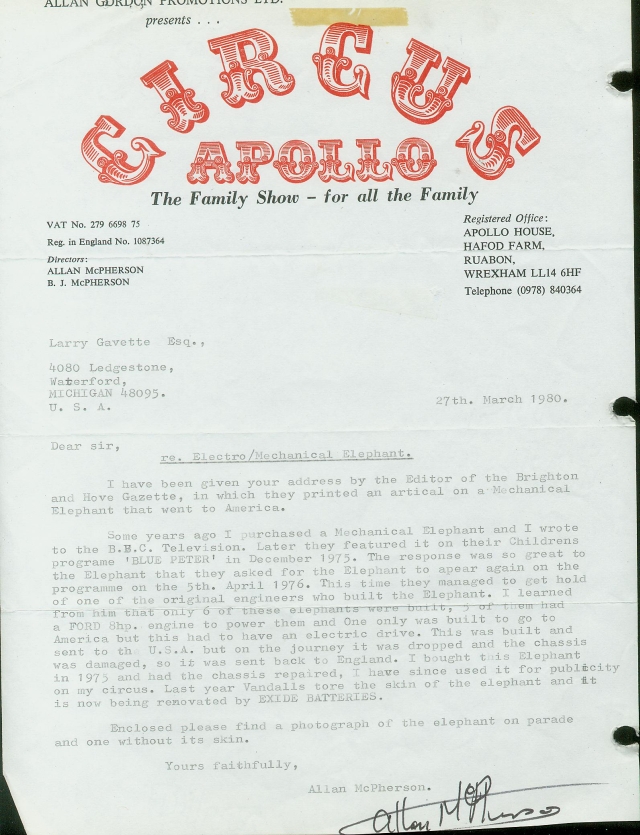 ALLAN GORDON PROMOTIONS LTD.
presents . . .
CIRCUS
APOLLO
The Family Show – for all the Family
VAT No. 279 6698 75
Reg. in England No. 1087364
Directors:
ALLAN McPHERSON
B. J. McPHERSON
Registered Office:
APOLLO HOUSE,
HAFOD FARM,
RUABON,
WREXHAM LL14 6HF
Telephone (0978) 840364
Larry Gavette Esq.,
4080 Ledgestone,
Waterford,
MICHIGAN 48095.
U. S. A.
27th. March 1980.
Dear sir,
re. Electro/Mechanical Elephant.
I have been given your address by the Editor of the Brighton
and Hove Gazette, in which they printed an artical on a Mechanical
Elephant that went to America.
Some years ago I purchased a Mechanical Elephant and I wrote
to the B.B.C. Television. Later they featured it on their Childrens
programe 'BLUE PETER' in December 1975. The response was so great to
the Elephant that they asked for the Elephant to apear again on the
programme on the 5th. April 1976. This time they managed to get hold
of one of the original engineers who built the Elephant. I learned
from him that only 6 of these elephants were built, 5 of them had
a FORD 8hp. engine to power them and One only was built to go to
America but this had to have an electric drive. This was built and
sent to the U.S.A. but on the journey it was dropped and the chassis
was damaged, so it was sent back to England. I bought this Elephant
in 1975 and had the chassis repaired, I have since used it for publicity
on my circus. Last year Vandalls tore the skin of the elephant and it
is now being renovated by EXIDE BATTERIES.
Enclosed please find a photograph of the elephant on parade
and one without its skin.
Yours faithfully,
Allan McPherson.
Allan McPherson